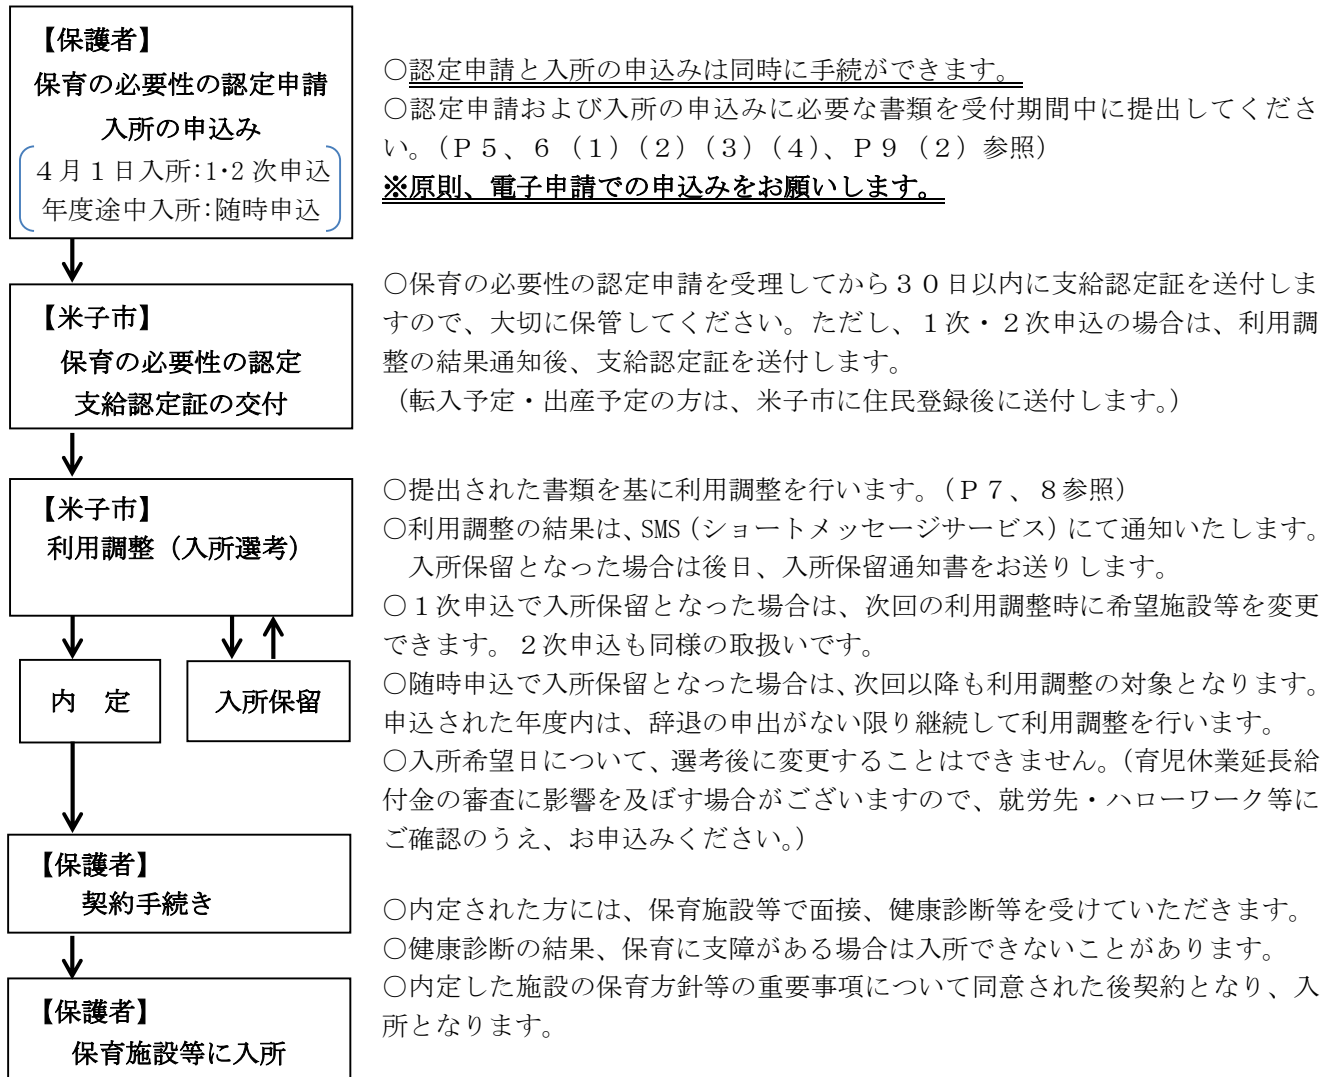 【保護者】
保育の必要性の認定申請
入所の申込み
４月１日入所:1・2 次申込
年度途中入所:随時申込
○認定申請と入所の申込みは同時に手続ができます。
○認定申請および入所の申込みに必要な書類を受付期間中に提出してくださ
い。（Ｐ５、６（１）（２）（３）（４）、Ｐ９（２）参照）
※原則、電子申請での申込みをお願いします。
【米子市】
保育の必要性の認定
支給認定証の交付
○保育の必要性の認定申請を受理してから３０日以内に支給認定証を送付しま
すので、大切に保管してください。ただし、１次・２次申込の場合は、利用調
整の結果通知後、支給認定証を送付します。
（転入予定・出産予定の方は、米子市に住民登録後に送付します。）
【米子市】
利用調整（入所選考）
○提出された書類を基に利用調整を行います。（Ｐ７、８参照）
○利用調整の結果は、SMS（ショートメッセージサービス）にて通知いたします。
入所保留となった場合は後日、入所保留通知書をお送りします。
○１次申込で入所保留となった場合は、次回の利用調整時に希望施設等を変更
できます。２次申込も同様の取扱いです。
○随時申込で入所保留となった場合は、次回以降も利用調整の対象となります。
申込された年度内は、辞退の申出がない限り継続して利用調整を行います。
○入所希望日について、選考後に変更することはできません。（育児休業延長給
付金の審査に影響を及ぼす場合がございますので、就労先・ハローワーク等に
ご確認のうえ、お申込みください。）
内　定
入所保留
【保護者】
契約手続き
○内定された方には、保育施設等で面接、健康診断等を受けていただきます。
○健康診断の結果、保育に支障がある場合は入所できないことがあります。
○内定した施設の保育方針等の重要事項について同意された後契約となり、入
所となります。
【保護者】
保育施設等に入所